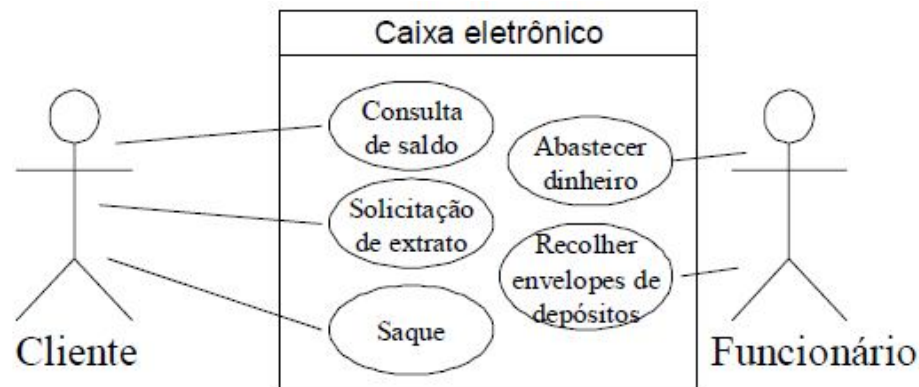 Caixa eletrônico
Consulta
de saldo
Solicitação
de extrato
Saque
Abastecer
dinheiro
Recolher
envelopes de
depósitos
Cliente
Funcionário